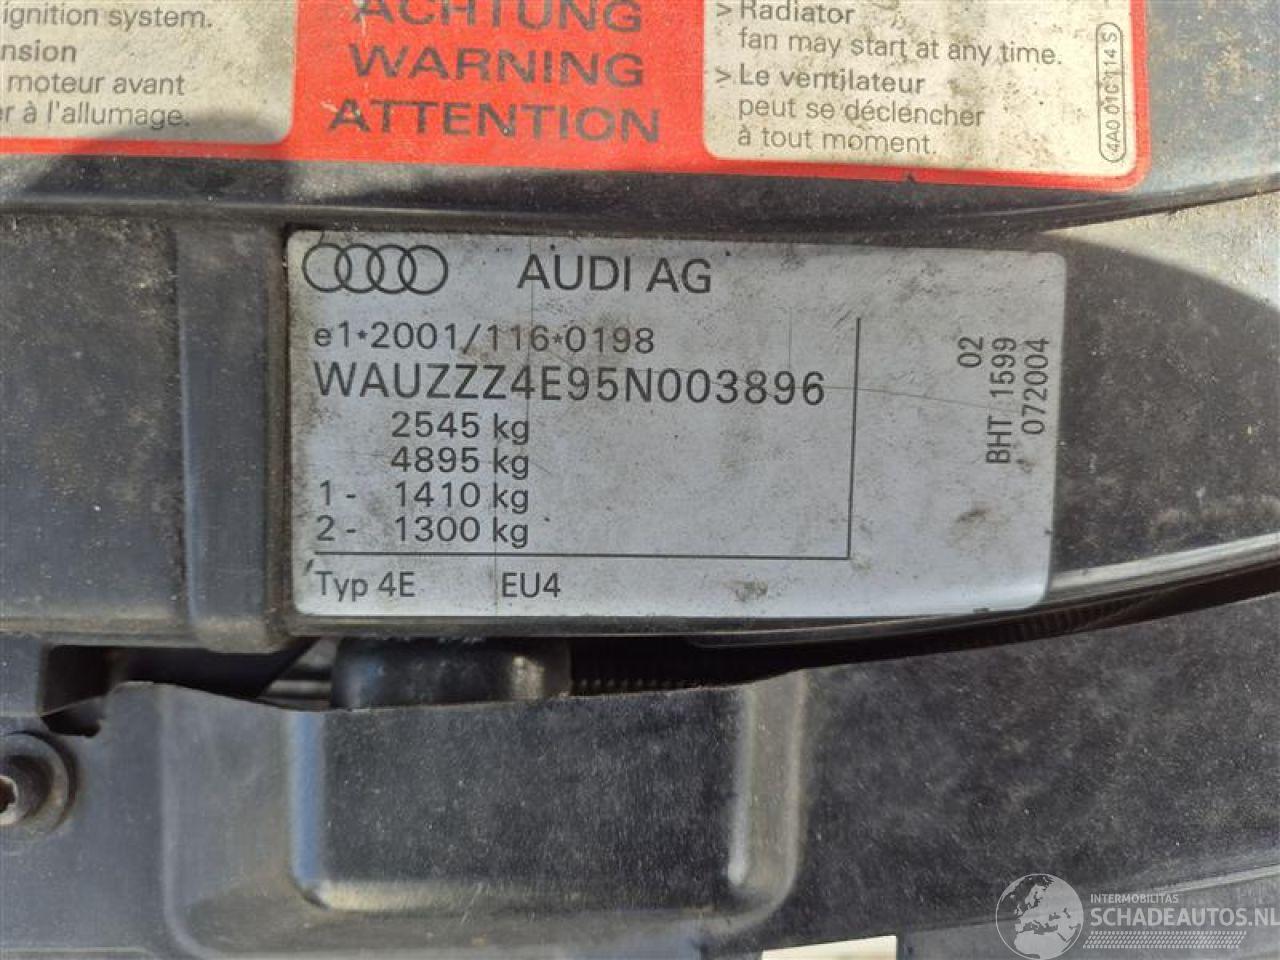 ignition system.
moteur avant
à l'allumage.
ACHTUNG
WARNING
ATTENTION
> Radiator
fan may start at any time.
> Le ventilateur
peut se déclencher
à tout moment.
4A0 01C 114 S
AUDI AG
e1*2001/116*0198
WAUZZZ4E95N003896
2545 kg
4895 kg
1 - 1410 kg
2 - 1300 kg
Typ 4E EU4
02
BHT 1599
072004
INTERMOBILITAS
SCHADEAUTOS.NL